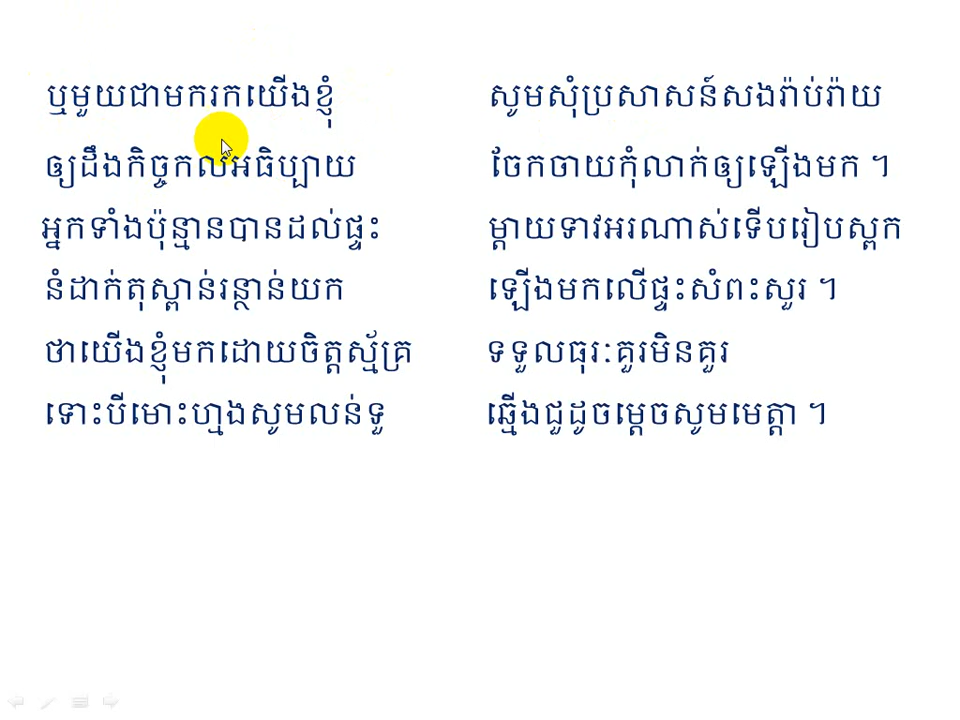 ឬមួយជាមករកយើងខ្ញុំ សូមសុំប្រសាសន៍សងរ៉ាប់រ៉ាយ
ឲ្យដឹងកិច្ចកលអធិប្បាយ ចែកចាយកុំលាក់ឲ្យឡើងមក ។
អ្នកទាំងប៉ុន្មានបានដល់ផ្ទះ ម្ដាយទាវអរណាស់ទើបរៀបស្ពក
នំដាក់តុស្ពាន់រន្ថាន់យក ឡើងមកលើផ្ទះសំពះសួរ ។
ថាយើងខ្ញុំមកដោយចិត្តស្ម័គ្រ ទទួលធុរៈគួរមិនគួរ
ទោះបីមោះហ្មងសូមលន់ទួ ឆ្មើងជួដូចម្ដេចសូមមេត្តា ។